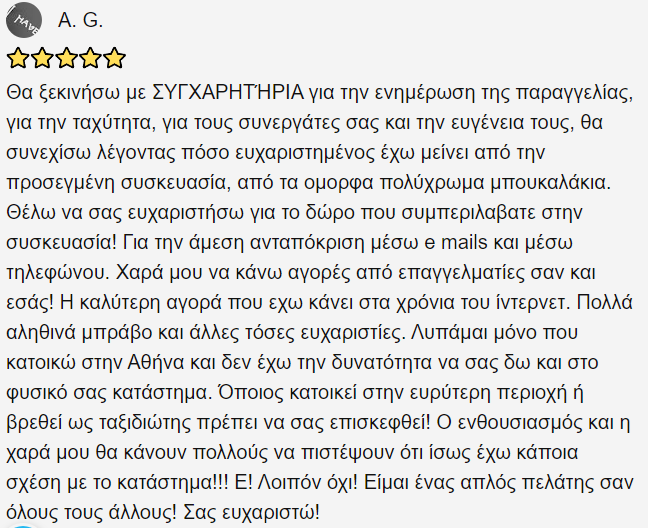 A. G.
Θα ξεκινήσω με ΣΥΓΧΑΡΗΤΉΡΙΑ για την ενημέρωση της παραγγελίας,
για την ταχύτητα, για τους συνεργάτες σας και την ευγένεια τους, θα
συνεχίσω λέγοντας πόσο ευχαριστημένος έχω μείνει από την
προσεγμένη συσκευασία, από τα ομορφα πολύχρωμα μπουκαλάκια.
Θέλω να σας ευχαριστήσω για το δώρο που συμπεριλαβατε στην
συσκευασία! Για την άμεση ανταπόκριση μέσω e mails και μέσω
τηλεφώνου. Χαρά μου να κάνω αγορές από επαγγελματίες σαν και
εσάς! Η καλύτερη αγορά που εχω κάνει στα χρόνια του ίντερνετ. Πολλά
αληθινά μπράβο και άλλες τόσες ευχαριστίες. Λυπάμαι μόνο που
κατοικώ στην Αθήνα και δεν έχω την δυνατότητα να σας δω και στο
φυσικό σας κατάστημα. Όποιος κατοικεί στην ευρύτερη περιοχή ή
βρεθεί ως ταξιδιώτης πρέπει να σας επισκεφθεί! Ο ενθουσιασμός και η
χαρά μου θα κάνουν πολλούς να πιστέψουν ότι ίσως έχω κάποια
σχέση με το κατάστημα!!! Ε! Λοιπόν όχι! Είμαι ένας απλός πελάτης σαν
όλους τους άλλους! Σας ευχαριστώ!